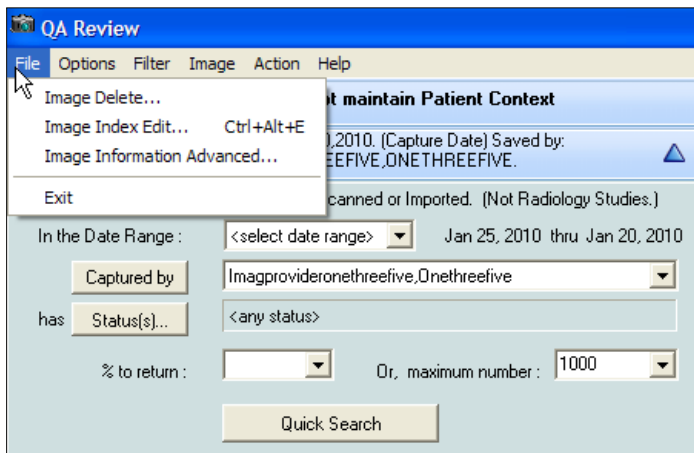 QA Review
File Options Filter Image Action Help
Image Delete...
Image Index Edit... Ctrl+Alt+E
Image Information Advanced...
Exit
maintain Patient Context
,2010. (Capture Date) Saved by:
EEFIVE,ONETHREEFIVE.
canned or Imported. (Not Radiology Studies.)
In the Date Range : <select date range> Jan 25, 2010 thru Jan 20, 2010
Captured by Imagprovideronethreefive,Onethreefive
has Status(s)... <any status>
% to return : Or, maximum number : 1000
Quick Search